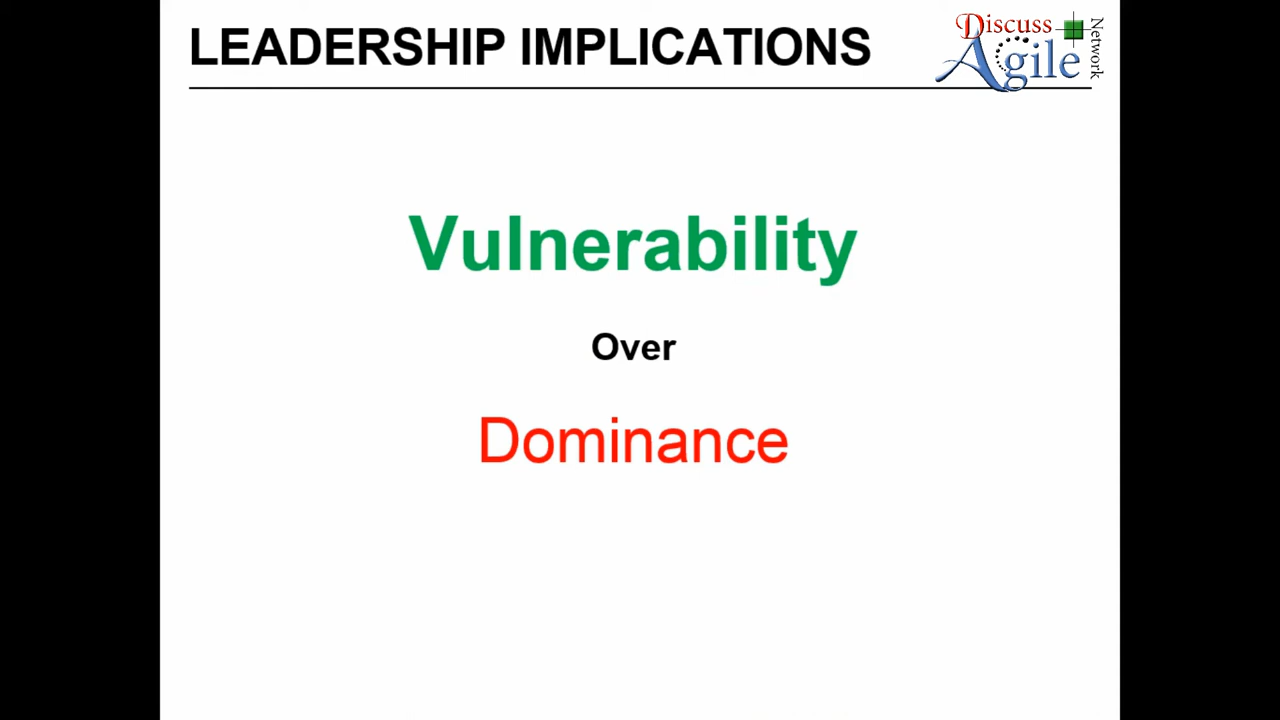 LEADERSHIP IMPLICATIONS
Discuss
Agile
Network
Vulnerability
Over
Dominance